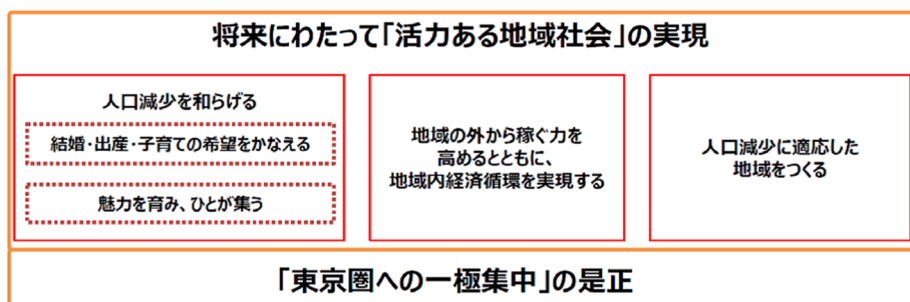 将来にわたって「活力ある地域社会」の実現
人口減少を和らげる
結婚・出産・子育ての希望をかなえる
魅力を育み、ひとが集う
地域の外から稼ぐ力を
高めるとともに、
地域内経済循環を実現する
人口減少に適応した
地域をつくる
「東京圏への一極集中」の是正